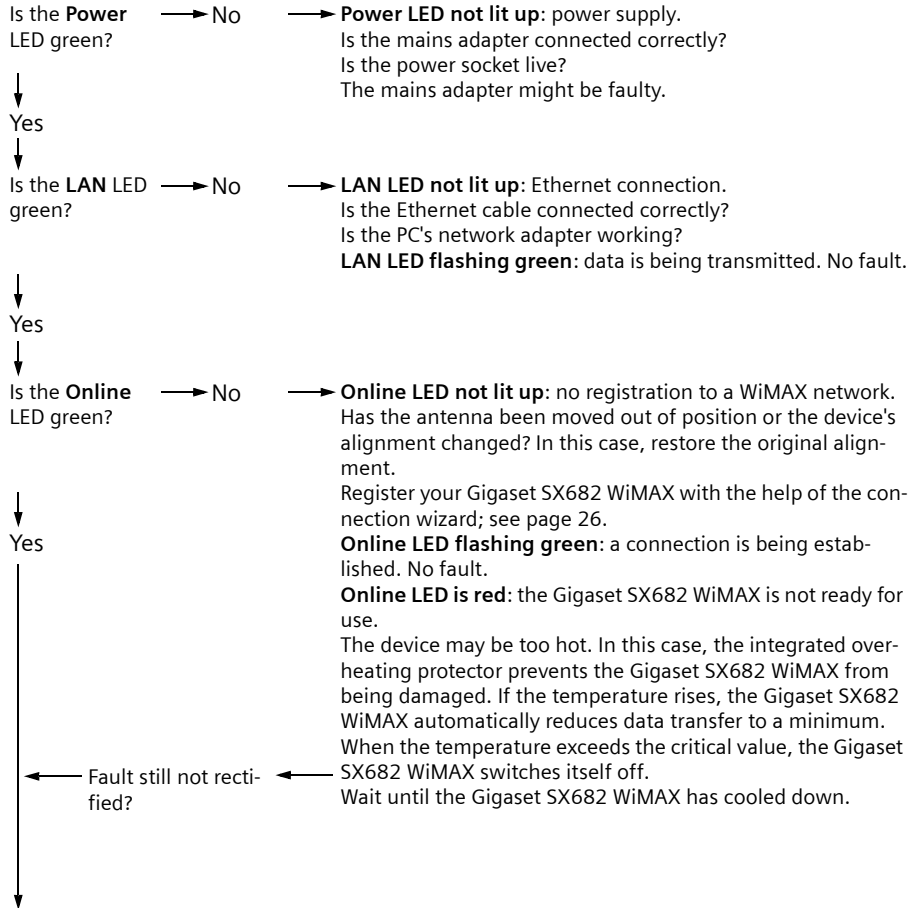 Is the Power
LED green?
No
Power LED not lit up: power supply.
Is the mains adapter connected correctly?
Is the power socket live?
The mains adapter might be faulty.
Yes
Is the LAN LED
green?
No
LAN LED not lit up: Ethernet connection.
Is the Ethernet cable connected correctly?
Is the PC's network adapter working?
LAN LED flashing green: data is being transmitted. No fault.
Yes
Is the Online
LED green?
No
Online LED not lit up: no registration to a WiMAX network.
Has the antenna been moved out of position or the device's
alignment changed? In this case, restore the original align-
ment.
Register your Gigaset SX682 WiMAX with the help of the con-
nection wizard; see page 26.
Online LED flashing green: a connection is being estab-
lished. No fault.
Online LED is red: the Gigaset SX682 WiMAX is not ready for
use.
The device may be too hot. In this case, the integrated over-
heating protector prevents the Gigaset SX682 WiMAX from
being damaged. If the temperature rises, the Gigaset SX682
WiMAX automatically reduces data transfer to a minimum.
When the temperature exceeds the critical value, the Gigaset
SX682 WiMAX switches itself off.
Wait until the Gigaset SX682 WiMAX has cooled down.
Yes
Fault still not recti-
fied?